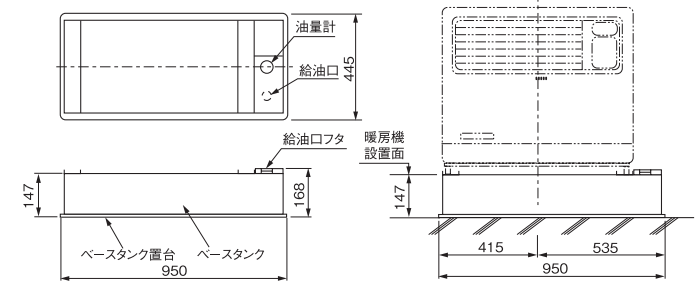 油量計
給油口
445
給油口フタ
147
168
ベースタンク置台
ベースタンク
950
暖房機
設置面
147
415
535
950